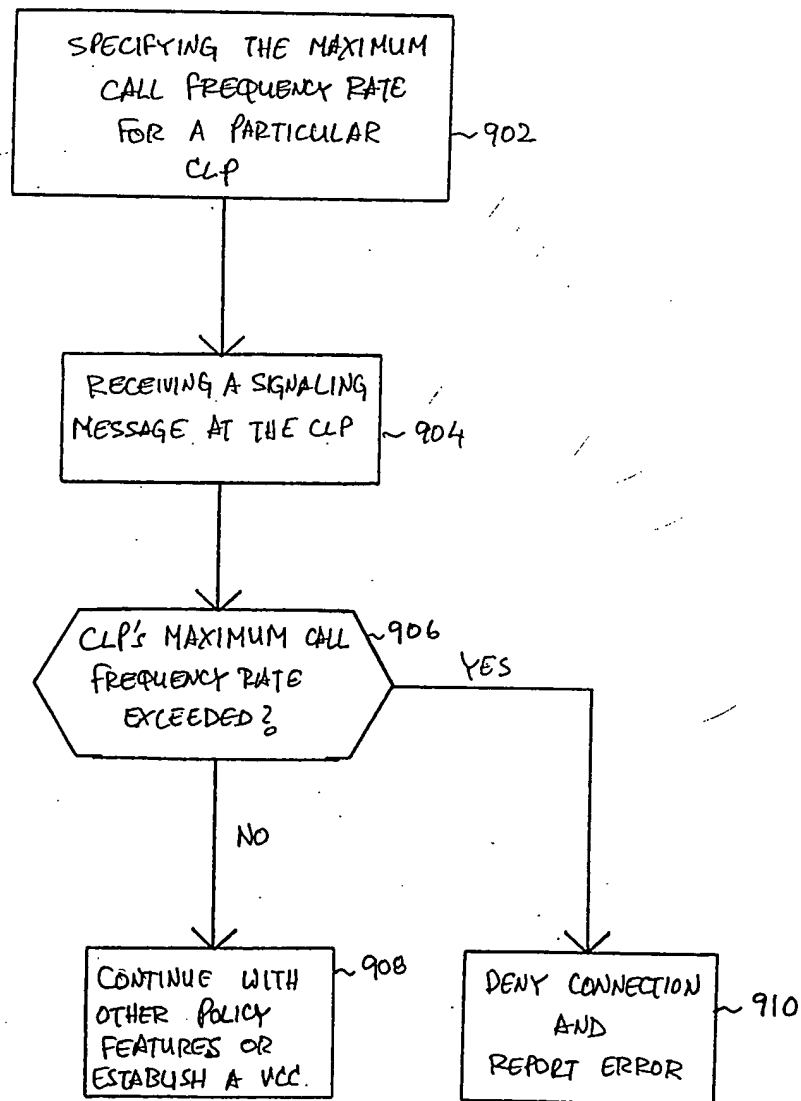 SPECIFYING THE MAXIMUM
CALL FREQUENCY RATE
FOR A PARTICULAR
CLP
~ 902
RECEIVING A SIGNALING
MESSAGE AT THE CLP
~ 904
CLP'S MAXIMUM CALL
FREQUENCY RATE
EXCEEDED?
~ 906
YES
NO
CONTINUE WITH
OTHER POLICY
FEATURES OR
ESTABLISH A VCC.
~ 908
DENY CONNECTION
AND
REPORT ERROR
~ 910